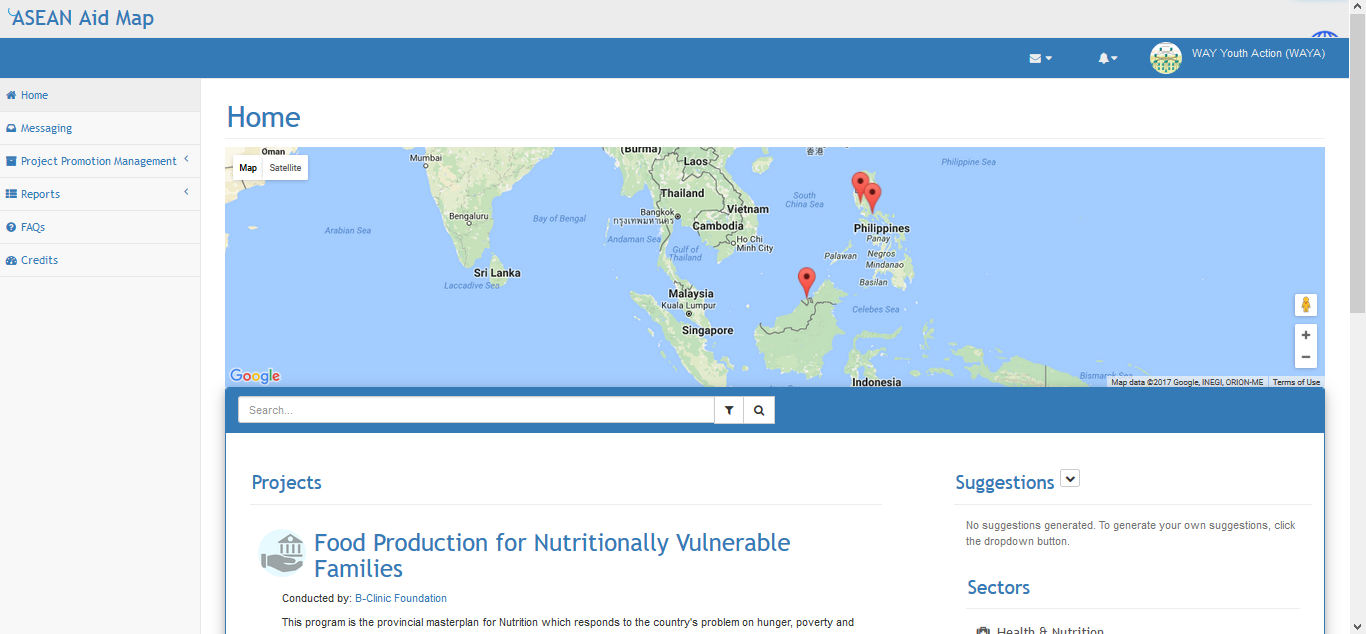 ASEAN Aid Map
WAY Youth Action (WAYA)
Home
Messaging
Project Promotion Management
Reports
FAQs
Credits
Home
Map Satellite
Oman
Mumbai
(Burma)
Laos
香港
Philippine Sea
Thailand
South
China Sea
Vietnam
Bengaluru
Bay of Bengal
Bangkok
กรุงเทพมหานคร
Cambodia
Arabian Sea
Andaman Sea
Gulf of
Thailand
Ho Chi
Minh City
Philippines
Panay
Palawan
Negros
Mindanao
Basilan
Sri Lanka
Laccadive Sea
Malaysia
Kuala Lumpur
Celebes Sea
Singapore
Indonesia
Bismarck Sea
Google
Map data ©2017 Google, INEGI, ORION-ME
Terms of Use
Search...
Projects
Food Production for Nutritionally Vulnerable
Families
Conducted by: B-Clinic Foundation
This program is the provincial masterplan for Nutrition which responds to the country's problem on hunger, poverty and
Suggestions
No suggestions generated. To generate your own suggestions, click
the dropdown button.
Sectors
Health & Nutrition